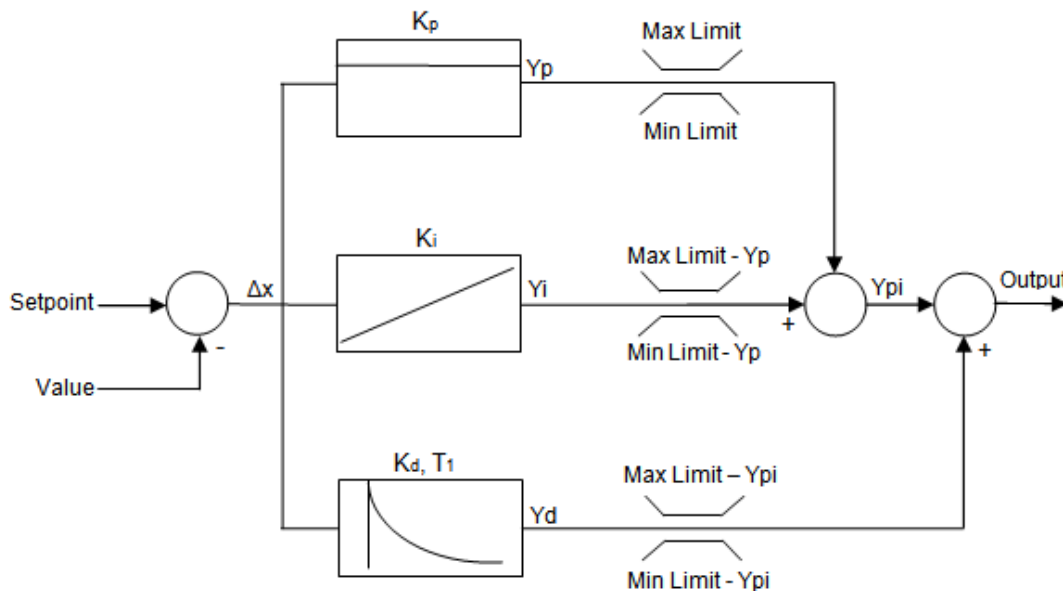 Kp
Yp
Max Limit
Min Limit
Ki
Δx
Yi
Max Limit - Yp
Min Limit - Yp
Setpoint
-
Value
+
Ypi
Output
+
Kd, T1
Yd
Max Limit – Ypi
Min Limit - Ypi